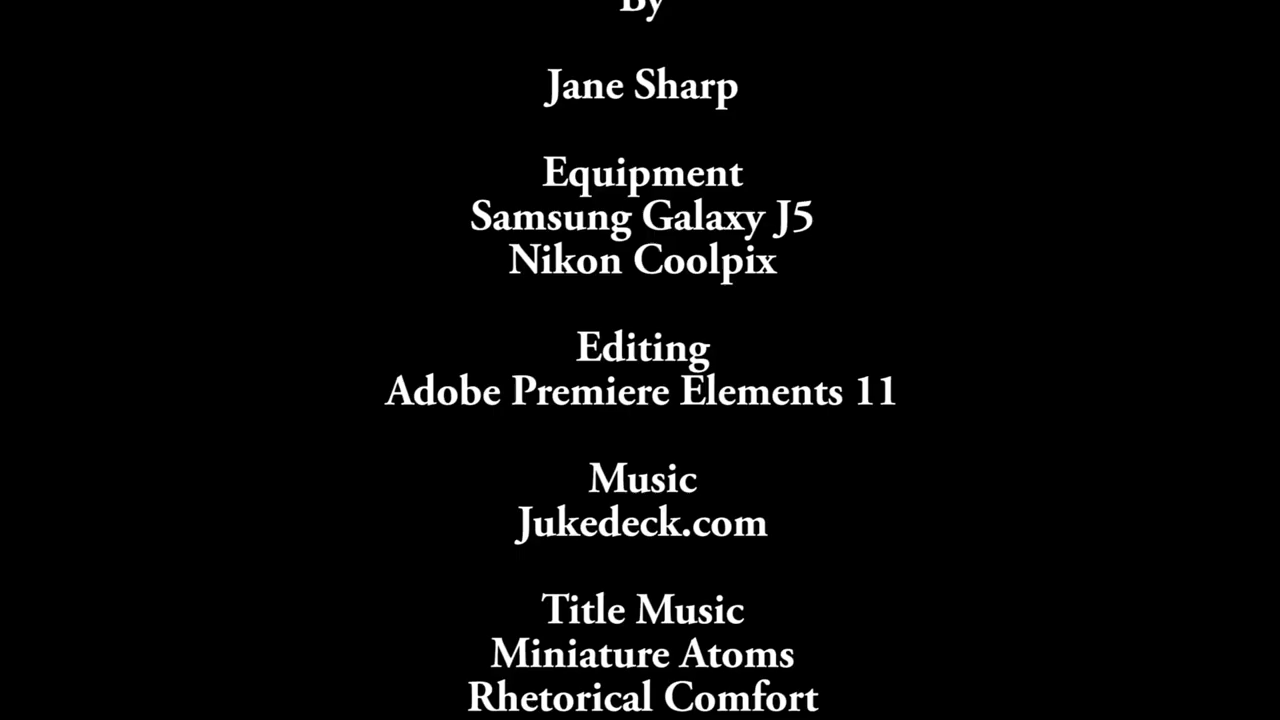 By
Jane Sharp
Equipment
Samsung Galaxy J5
Nikon Coolpix
Editing
Adobe Premiere Elements 11
Music
Jukedeck.com
Title Music
Miniature Atoms
Rhetorical Comfort